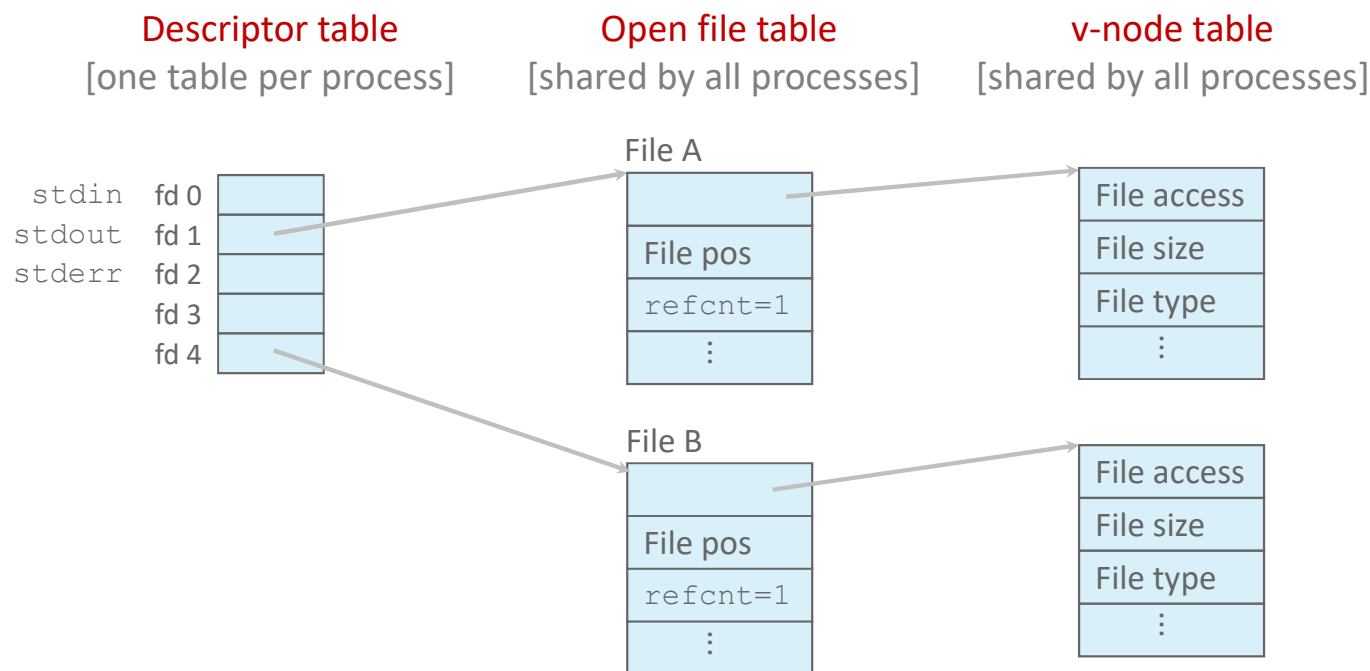 Descriptor table
[one table per process]
Open file table
[shared by all processes]
v-node table
[shared by all processes]
stdin fd 0
stdout fd 1
stderr fd 2
fd 3
fd 4
File A
File pos
refcnt=1
⋮
File access
File size
File type
⋮
File B
File pos
refcnt=1
⋮
File access
File size
File type
⋮